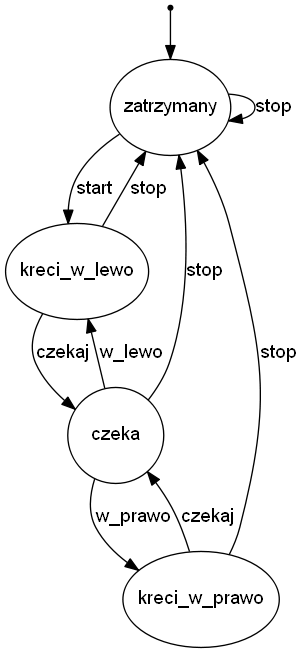 zatrzymany
stop
start
stop
kreci_w_lewo
stop
czekaj
w_lewo
stop
czeka
w_prawo
czekaj
kreci_w_prawo